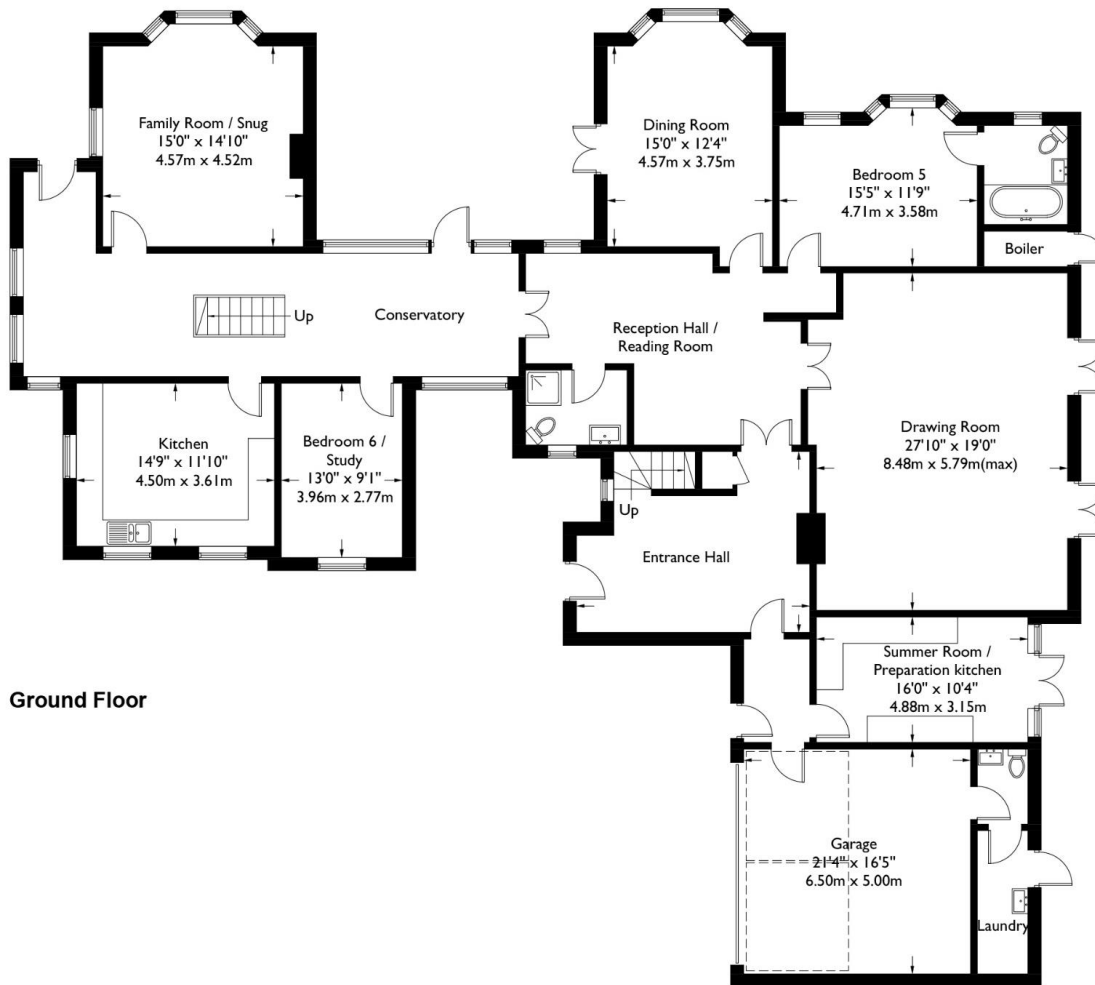 Family Room / Snug
15'0" x 14'10"
4.57m x 4.52m
Dining Room
15'0" x 12'4"
4.57m x 3.75m
Bedroom 5
15'5" x 11'9"
4.71m x 3.58m
Boiler
Up
Conservatory
Reception Hall /
Reading Room
Kitchen
14'9" x 11'10"
4.50m x 3.61m
Bedroom 6 /
Study
13'0" x 9'1"
3.96m x 2.77m
Drawing Room
27'10" x 19'0"
8.48m x 5.79m(max)
Up
Entrance Hall
Summer Room /
Preparation kitchen
16'0" x 10'4"
4.88m x 3.15m
Ground Floor
Garage
21'4" x 16'5"
6.50m x 5.00m
Laundry